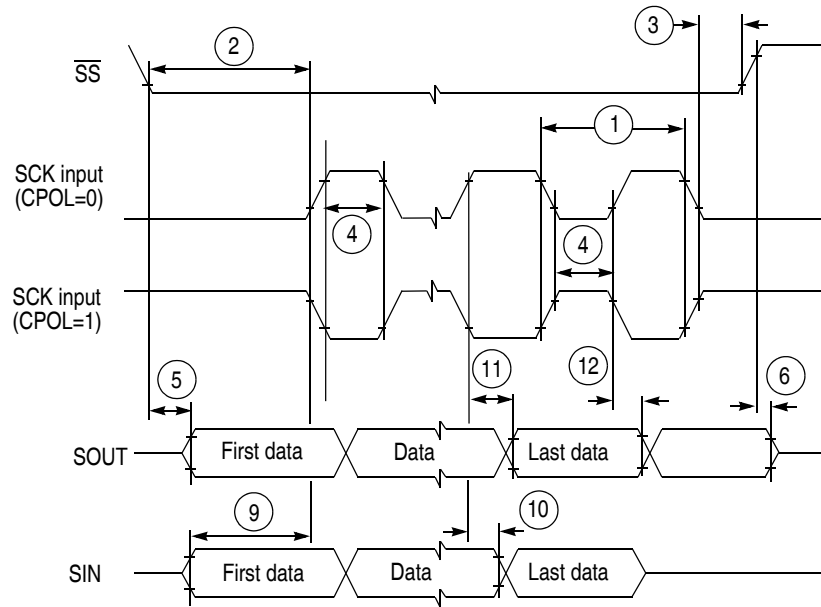 3
2
SS
1
SCK input
(CPOL=0)
4
4
SCK input
(CPOL=1)
5
11
12
6
SOUT
First data
Data
Last data
9
10
SIN
First data
Data
Last data